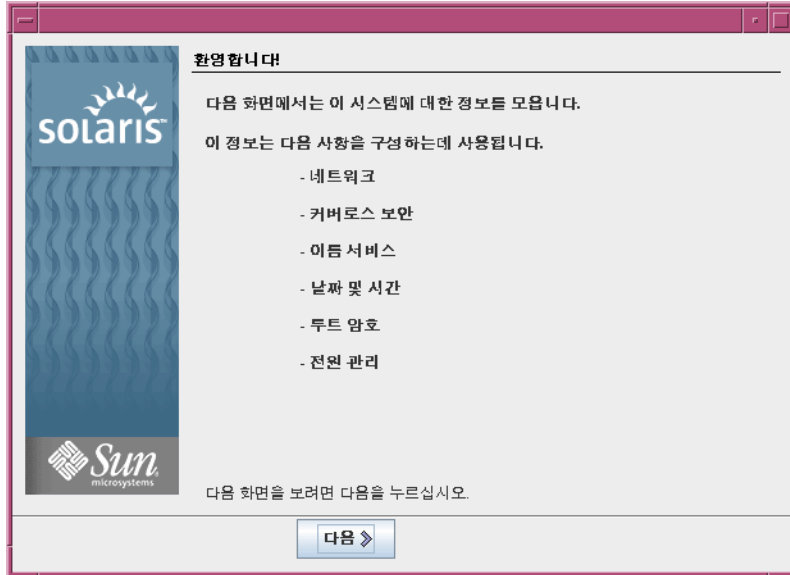 환영합니다!
다음 화면에서는 이 시스템에 대한 정보를 모읍니다.
이 정보는 다음 사항을 구성하는데 사용됩니다.
- 네트워크
- 커버로스 보안
- 이름 서비스
- 날짜 및 시간
- 루트 암호
- 전원 관리
solaris™
Sun
microsystems
다음 화면을 보려면 다음을 누르십시오.
다음